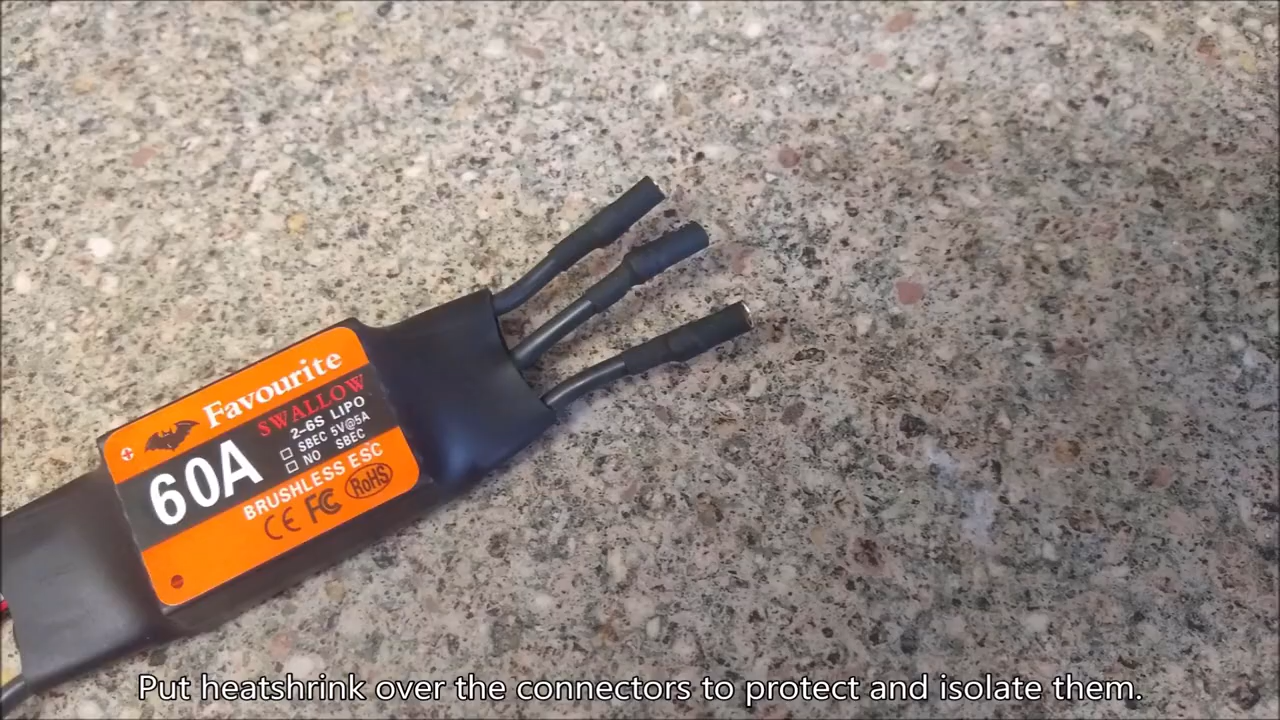 Favourite
SWALLOW
60A
2-6S LIPO
SBEC 5V@5A
NO SBEC
BRUSHLESS ESC
CE FC RoHS
Put heatshrink over the connectors to protect and isolate them.